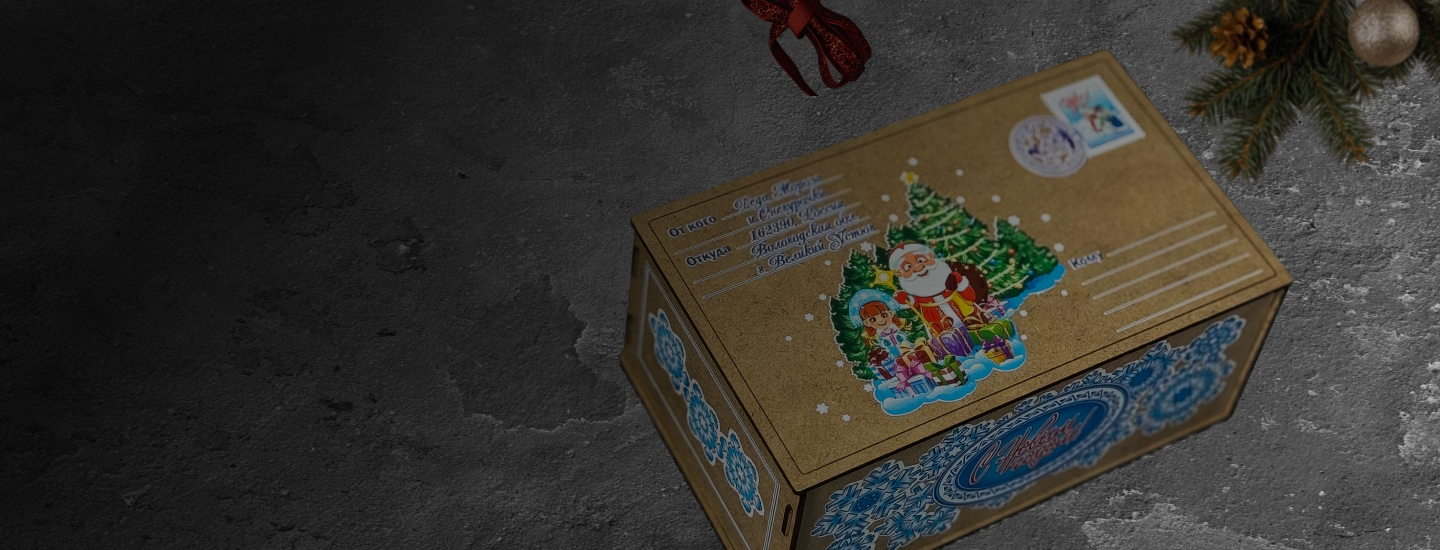 От кого Деда Мороза
и Снегурочки
Откуда 162390, Россия
Вологодская обл.
г. Великий Устюг
Кому
С Новым
годом!